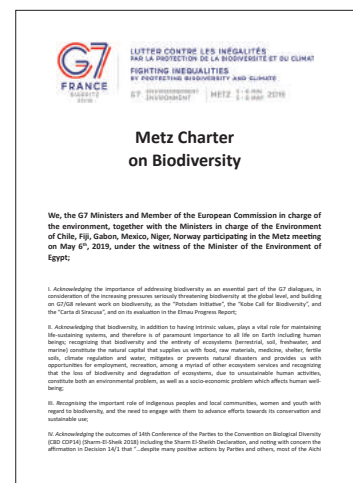 G7
FRANCE
BIARRITZ
2019
LUTTER CONTRE LES INÉGALITÉS
PAR LA PROTECTION DE LA BIODIVERSITÉ ET DU CLIMAT
FIGHTING INEQUALITIES
BY PROTECTING BIODIVERSITY AND CLIMATE
G7 ENVIRONNEMENT ENVIRONMENT METZ 5 - 6 MAI 5 - 6 MAY 2019
Metz Charter
on Biodiversity
We, the G7 Ministers and Member of the European Commission in charge of
the environment, together with the Ministers in charge of the Environment
of Chile, Fiji, Gabon, Mexico, Niger, Norway participating in the Metz meeting
on May 6th, 2019, under the witness of the Minister of the Environment of
Egypt;
I. Acknowledging the importance of addressing biodiversity as an essential part of the G7 dialogues, in
consideration of the increasing pressures seriously threatening biodiversity at the global level, and building
on G7/G8 relevant work on biodiversity, as the "Potsdam Initiative", the "Kobe Call for Biodiversity", and
the "Carta di Siracusa", and on its evaluation in the Elmau Progress Report;
II. Acknowledging that biodiversity, in addition to having intrinsic values, plays a vital role for maintaining
life-sustaining systems, and therefore is of paramount importance to all life on Earth including human
beings; recognizing that biodiversity and the entirety of ecosystems (terrestrial, soil, freshwater, and
marine) constitute the natural capital that supplies us with food, raw materials, medicine, shelter, fertile
soils, climate regulation and water, mitigates or prevents natural disasters and provides us with
opportunities for employment, recreation, among a myriad of other ecosystem services and recognizing
that the loss of biodiversity and degradation of ecosystems, due to unsustainable human activities,
constitute both an environmental problem, as well as a socio-economic problem which affects human well-
being;
III. Recognising the important role of indigenous peoples and local communities, women and youth with
regard to biodiversity, and the need to engage with them to advance efforts towards its conservation and
sustainable use;
IV. Acknowledging the outcomes of 14th Conference of the Parties to the Convention on Biological Diversity
(CBD COP14) (Sharm-El-Sheik 2018) including the Sharm El-Sheikh Declaration, and noting with concern the
affirmation in Decision 14/1 that "...despite many positive actions by Parties and others, most of the Aichi